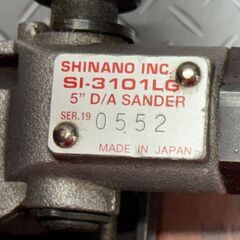 SHINANO INC.
SI-3101LG
5" D/A SANDER
SER.19 0552
MADE IN JAPAN